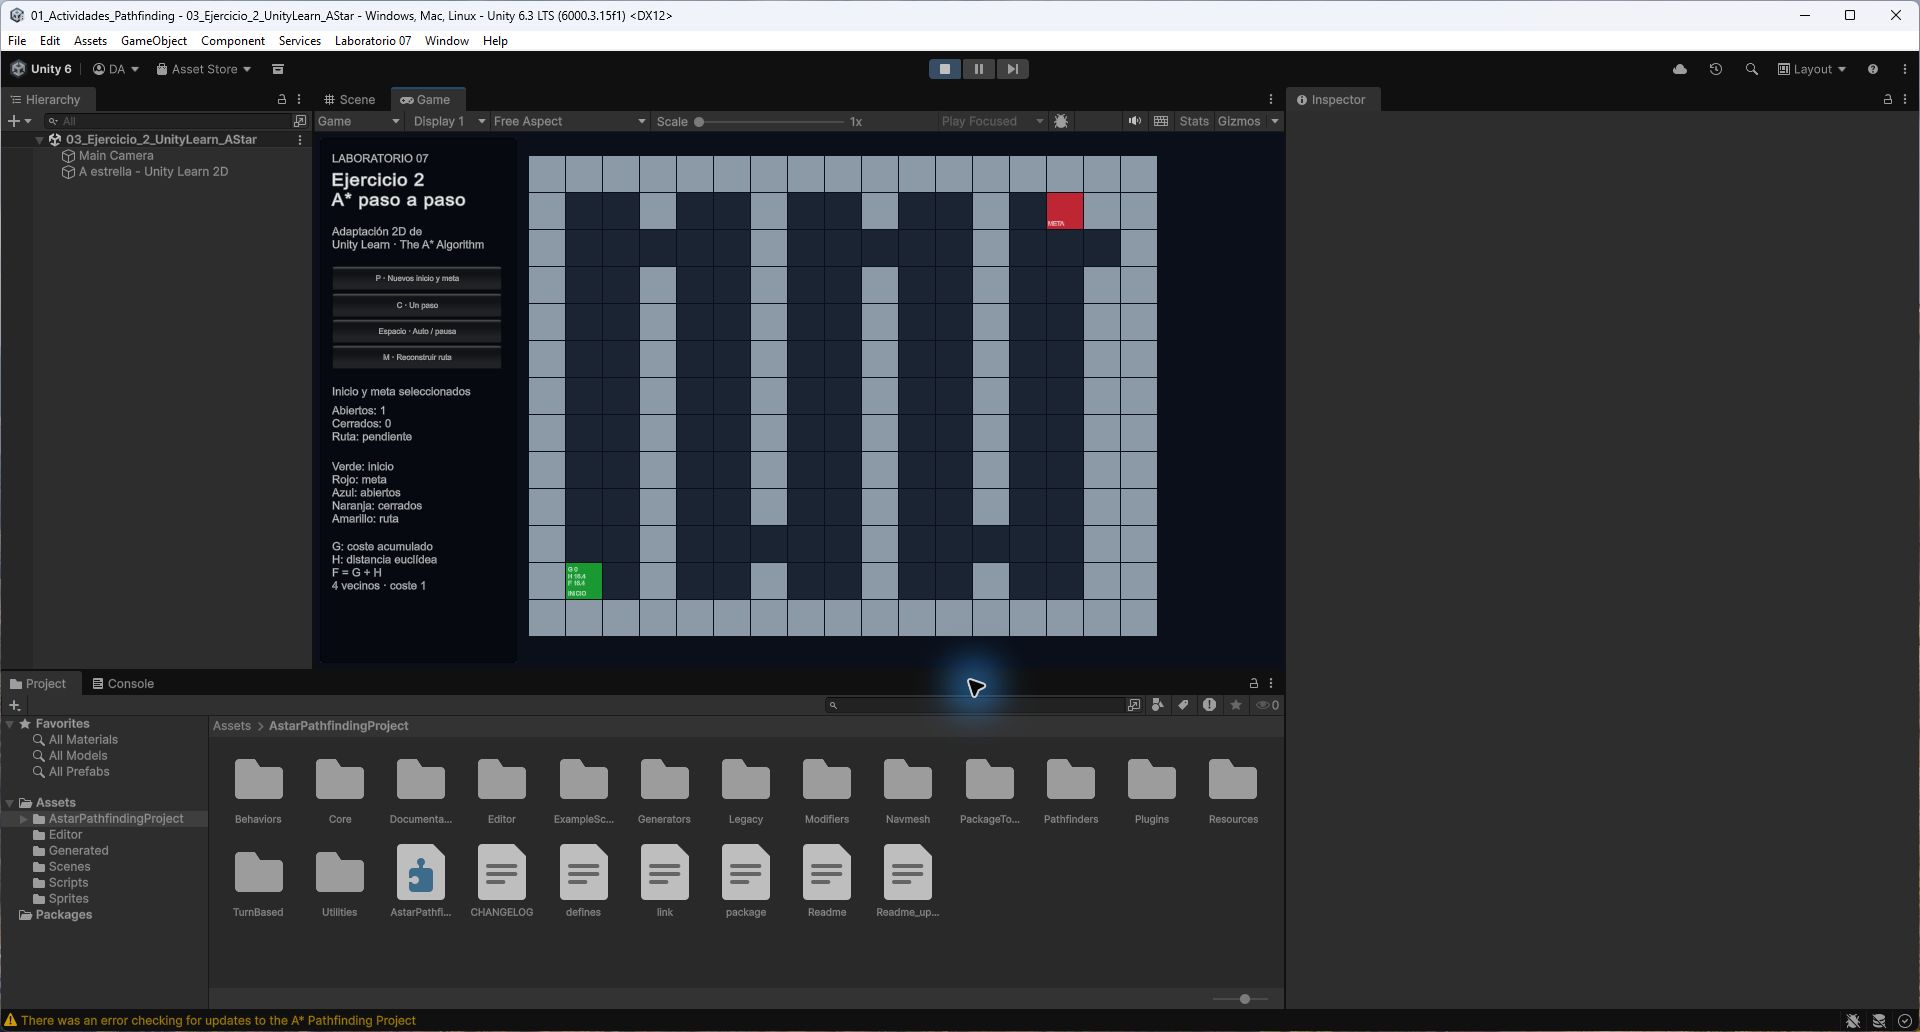 01_Actividades_Pathfinding - 03_Ejercicio_2_UnityLearn_AStar - Windows, Mac, Linux - Unity 6.3 LTS (6000.3.15f1) <DX12>
File Edit Assets GameObject Component Services Laboratorio 07 Window Help
Unity 6 DA Asset Store Layout
Hierarchy Scene Game Inspector
All Game Display 1 Free Aspect Scale 1x Play Focused Stats Gizmos
03_Ejercicio_2_UnityLearn_AStar
Main Camera
A estrella - Unity Learn 2D
LABORATORIO 07
Ejercicio 2
A* paso a paso
Adaptación 2D de
Unity Learn · The A* Algorithm
P · Nuevos inicio y meta
C · Un paso
Espacio · Auto / pausa
M · Reconstruir ruta
Inicio y meta seleccionados
Abiertos: 1
Cerrados: 0
Ruta: pendiente
Verde: inicio
Rojo: meta
Azul: abiertos
Naranja: cerrados
Amarillo: ruta
G: coste acumulado
H: distancia euclídea
F = G + H
4 vecinos · coste 1
META
G 0
H 16.4
F 16.4
INICIO
Project Console
0
Favorites
All Materials
All Models
All Prefabs
Assets
AstarPathfindingProject
Editor
Generated
Scenes
Scripts
Sprites
Packages
Assets > AstarPathfindingProject
Behaviors Core Documenta... Editor ExampleSc... Generators Legacy Modifiers Navmesh PackageTo... Pathfinders Plugins Resources
TurnBased Utilities AstarPathfi... CHANGELOG defines link package Readme Readme_up...
There was an error checking for updates to the A* Pathfinding Project